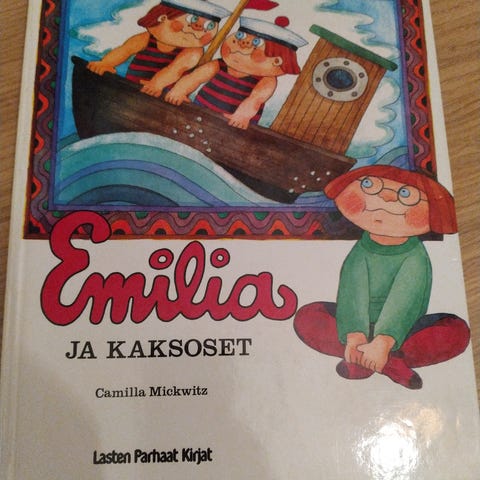 Emilia
JA KAKSOSET
Camilla Mickwitz
Lasten Parhaat Kirjat